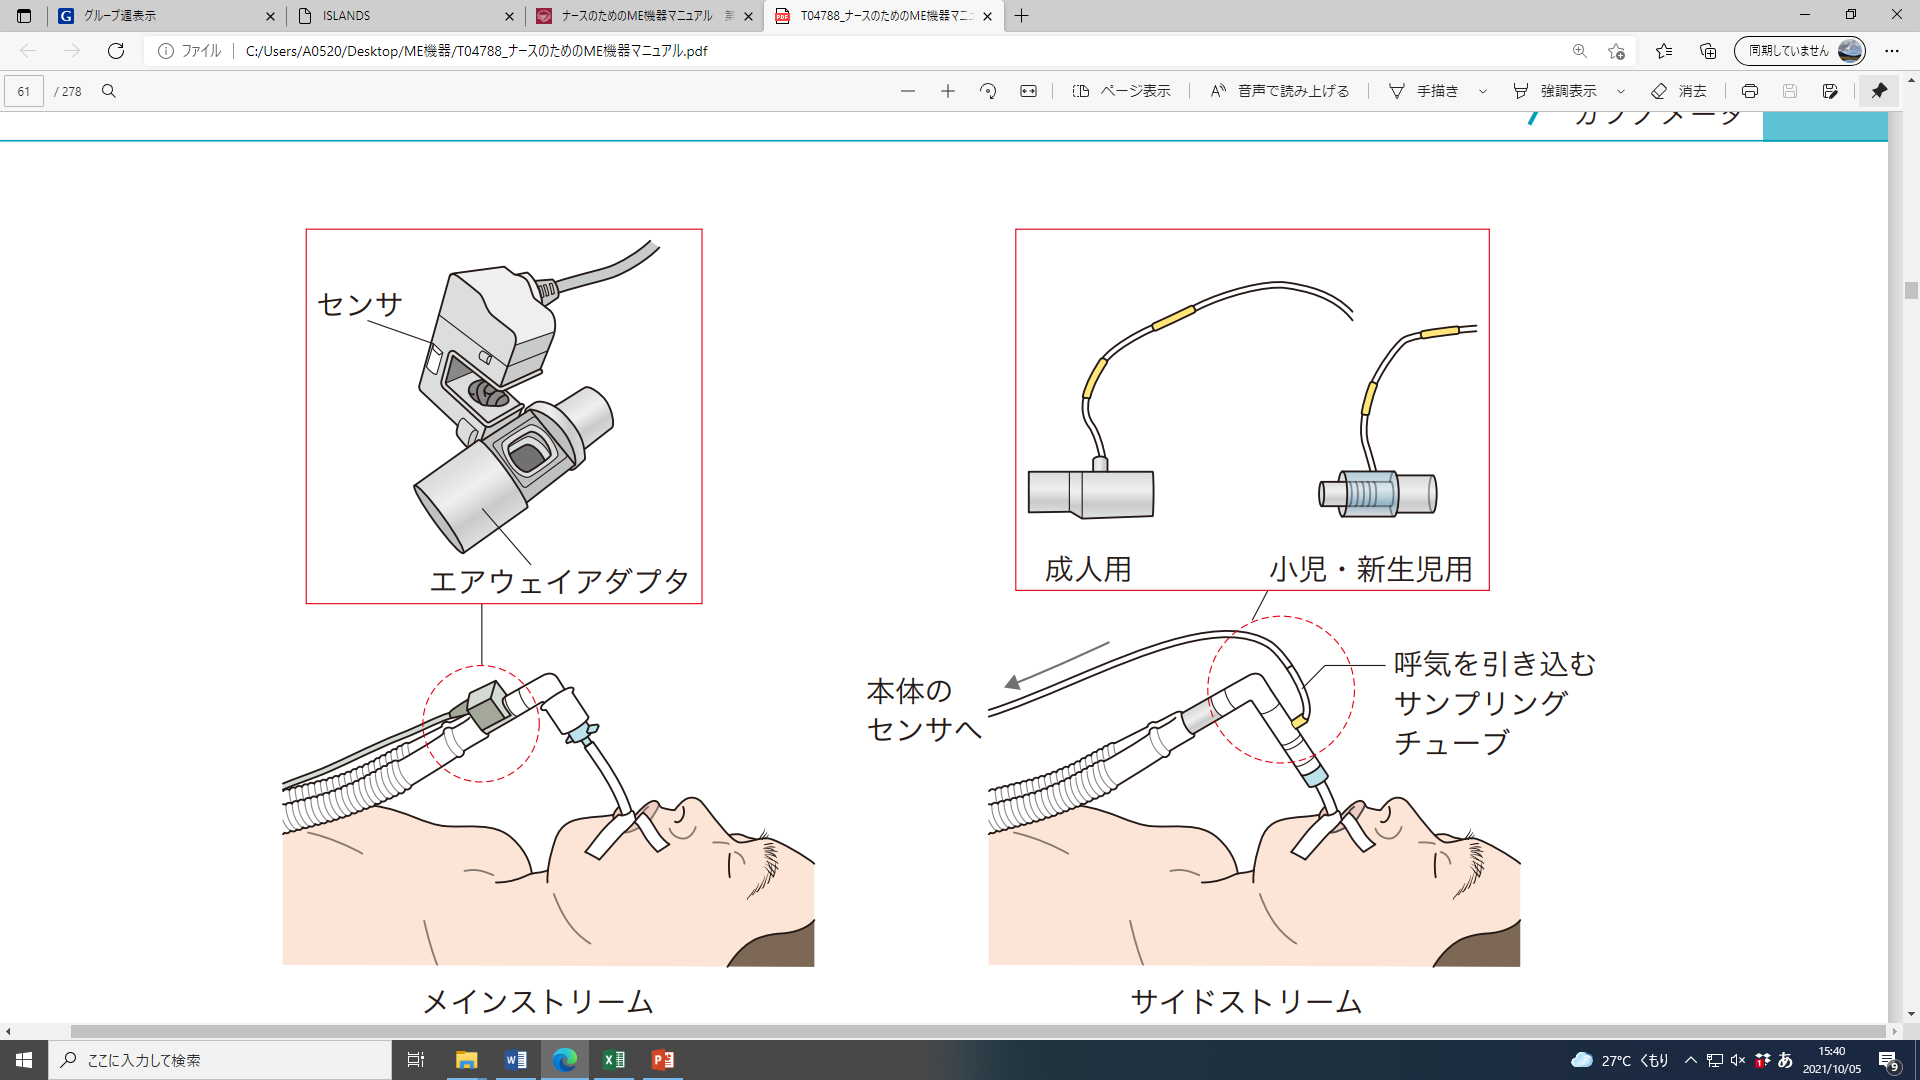 グループ週表示
ISLANDS
ナースのためのME機器マニュアル
T04788_ナースのためのME機器マニ
ファイル
C:/Users/A0520/Desktop/ME機器/T04788_ナースのためのME機器マニュアル.pdf
同期していません
61
/ 278
ページ表示
音声で読み上げる
手描き
強調表示
消去
7 カプノメータ
センサ
エアウェイアダプタ
成人用
小児・新生児用
本体の
センサへ
呼気を引き込む
サンプリング
チューブ
メインストリーム
サイドストリーム
ここに入力して検索
27°C くもり
あ
15:40
2021/10/05
9